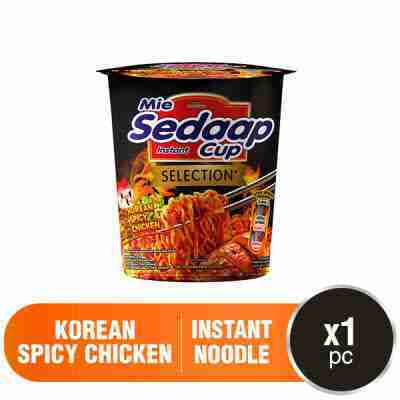 Mie
Sedaap
Instant Cup
SELECTION
KOREAN
SPICY
CHICKEN
KOREAN
SPICY CHICKEN
INSTANT
NOODLE
x1
pc